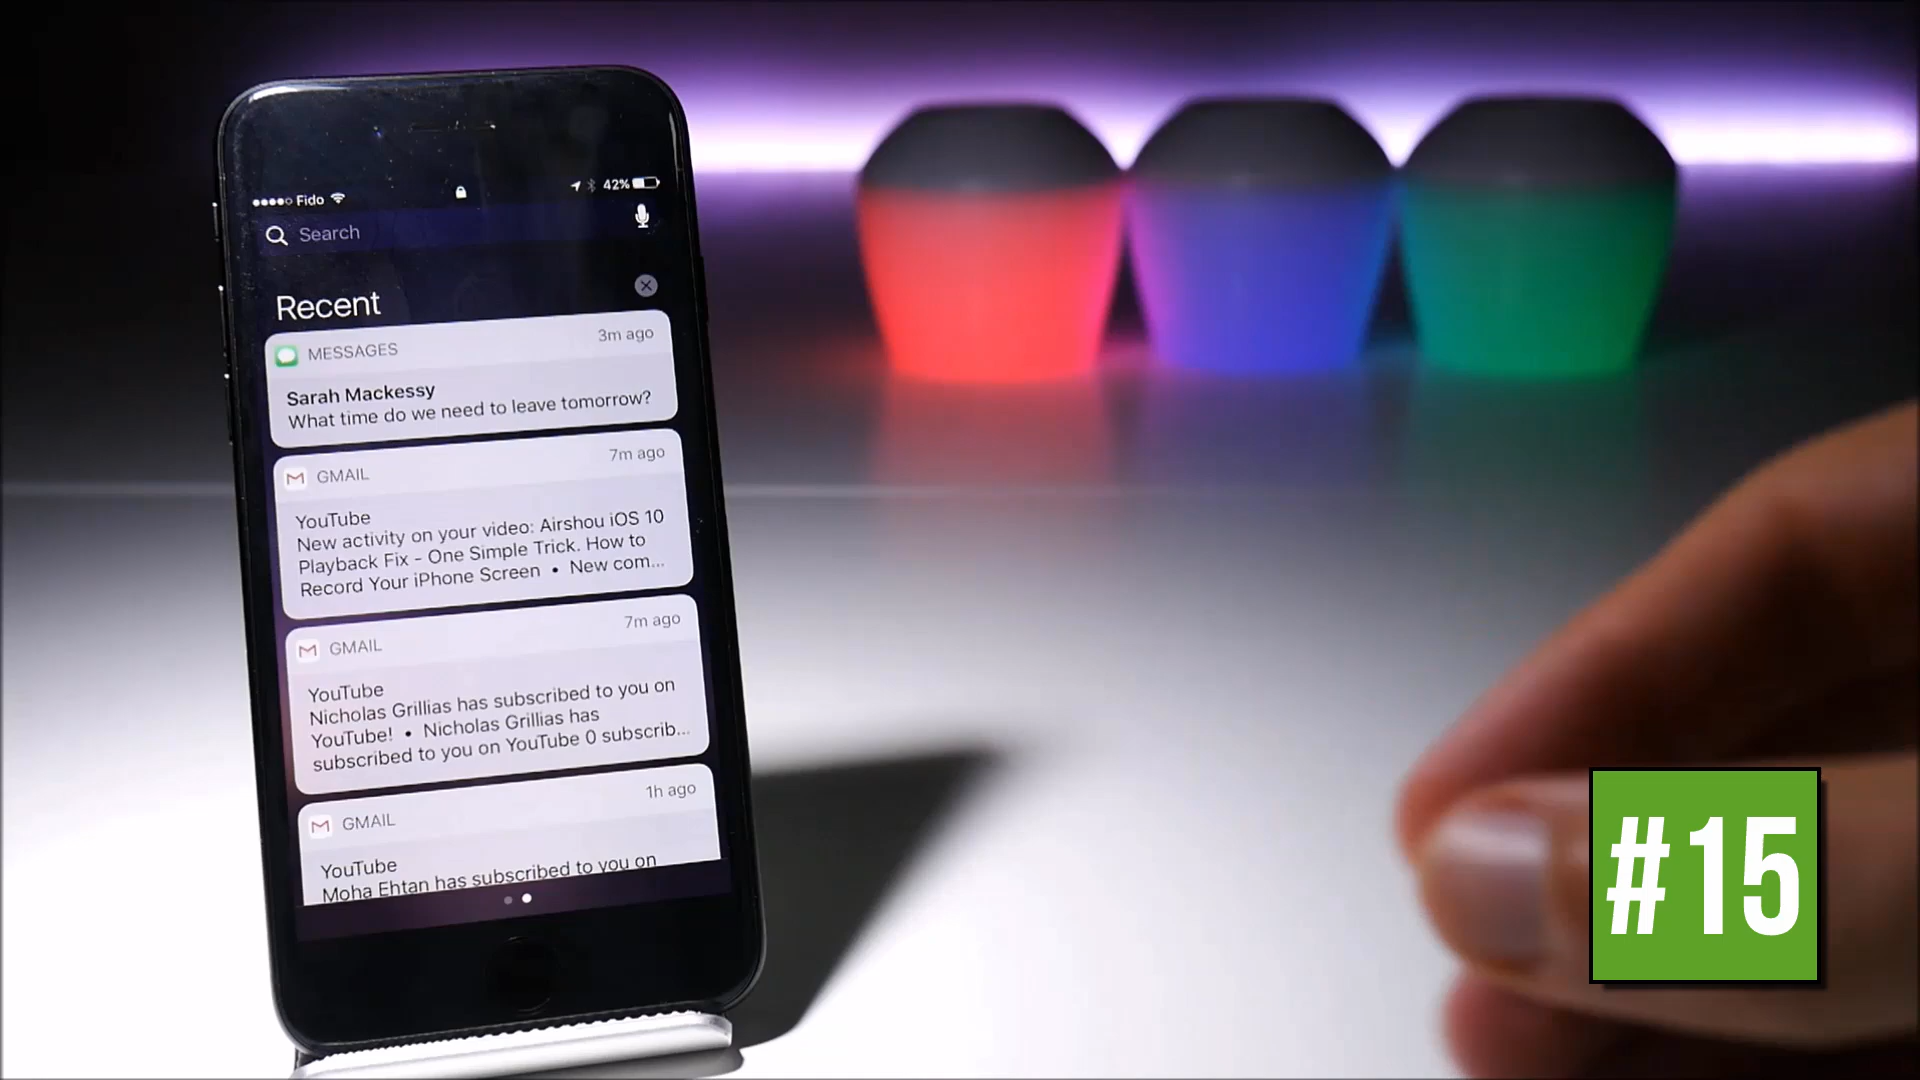 Fido
42%
Search
Recent
MESSAGES
3m ago
Sarah Mackessy
What time do we need to leave tomorrow?
GMAIL
7m ago
YouTube
New activity on your video: Airshou iOS 10
Playback Fix - One Simple Trick. How to
Record Your iPhone Screen • New com...
GMAIL
7m ago
YouTube
Nicholas Grillias has subscribed to you on
YouTube! • Nicholas Grillias has
subscribed to you on YouTube 0 subscrib...
GMAIL
1h ago
YouTube
Moha Ehtan has subscribed to you on
#15